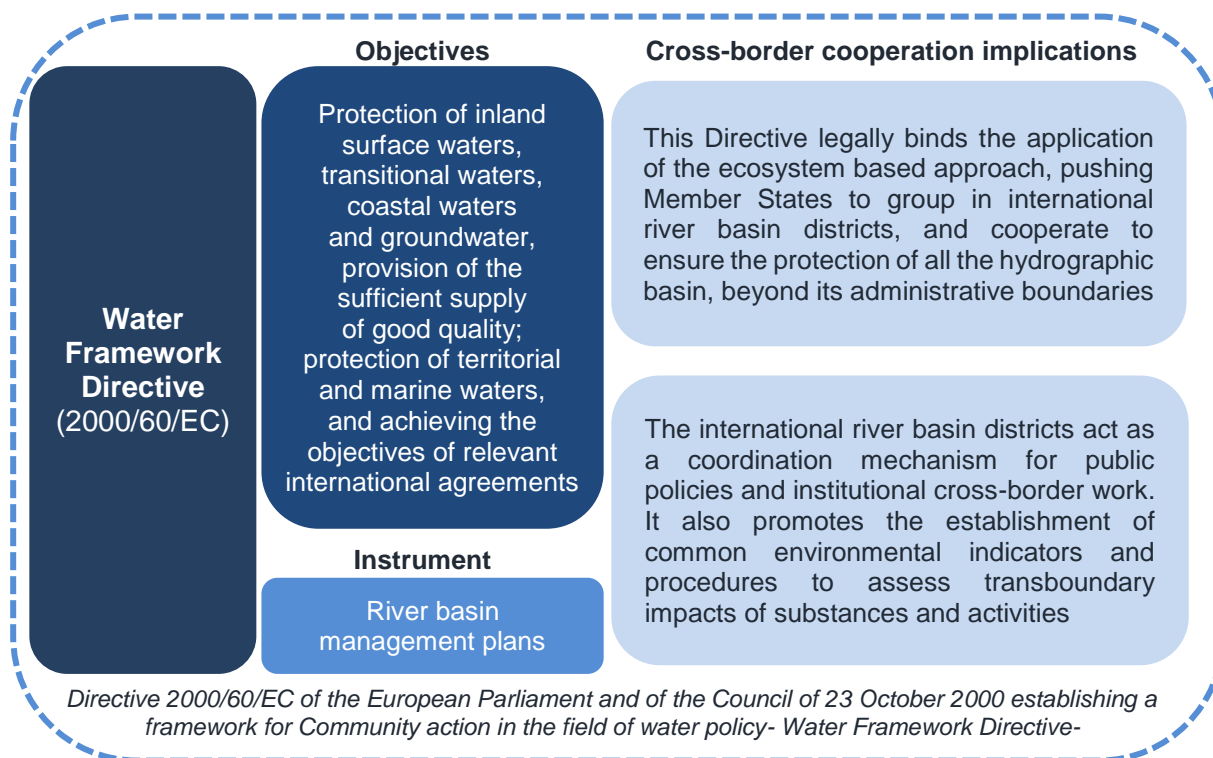 Objectives
Cross-border cooperation implications
Water
Framework
Directive
(2000/60/EC)
Protection of inland
surface waters,
transitional waters,
coastal waters
and groundwater,
provision of the
sufficient supply
of good quality;
protection of territorial
and marine waters,
and achieving the
objectives of relevant
international agreements
Instrument
River basin
management plans
This Directive legally binds the application
of the ecosystem based approach, pushing
Member States to group in international
river basin districts, and cooperate to
ensure the protection of all the hydrographic
basin, beyond its administrative boundaries
The international river basin districts act as
a coordination mechanism for public
policies and institutional cross-border work.
It also promotes the establishment of
common environmental indicators and
procedures to assess transboundary
impacts of substances and activities
Directive 2000/60/EC of the European Parliament and of the Council of 23 October 2000 establishing a
framework for Community action in the field of water policy- Water Framework Directive-